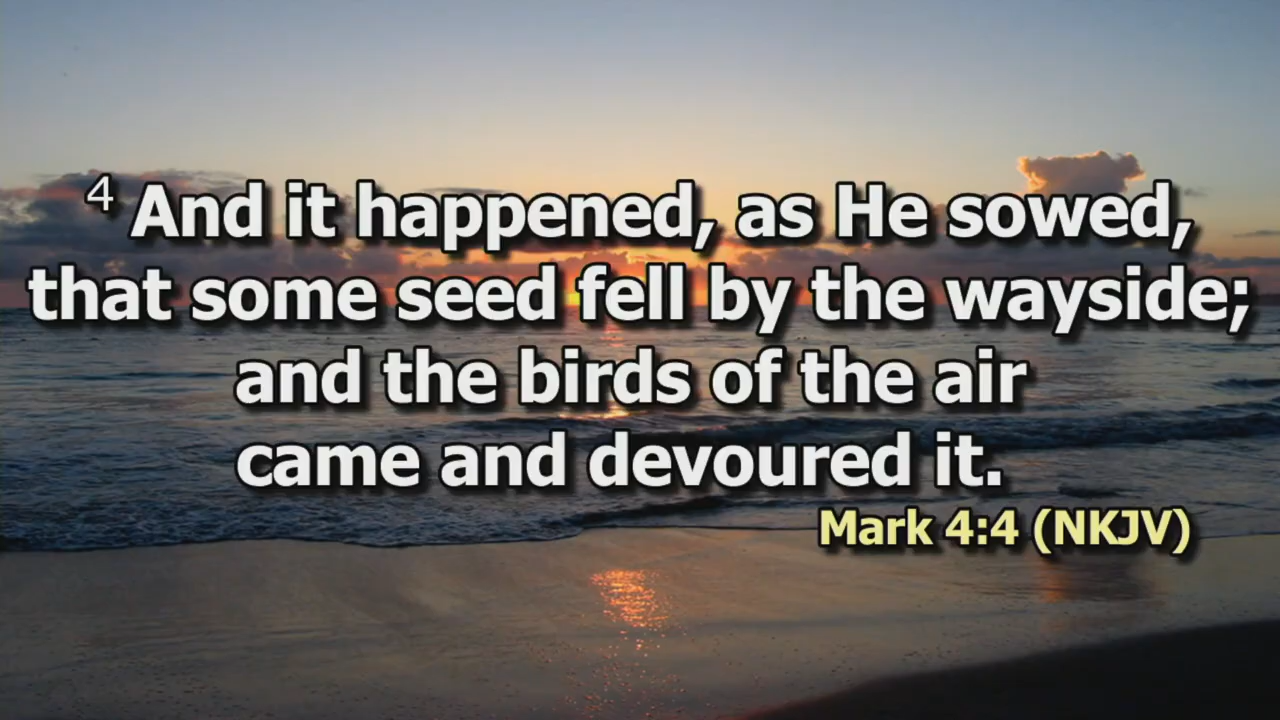 4 And it happened, as He sowed,
that some seed fell by the wayside;
and the birds of the air
came and devoured it.
Mark 4:4 (NKJV)